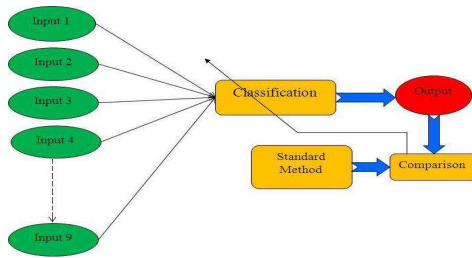 Input 1
Input 2
Input 3
Input 4
Input 9
Classification
Output
Standard
Method
Comparison